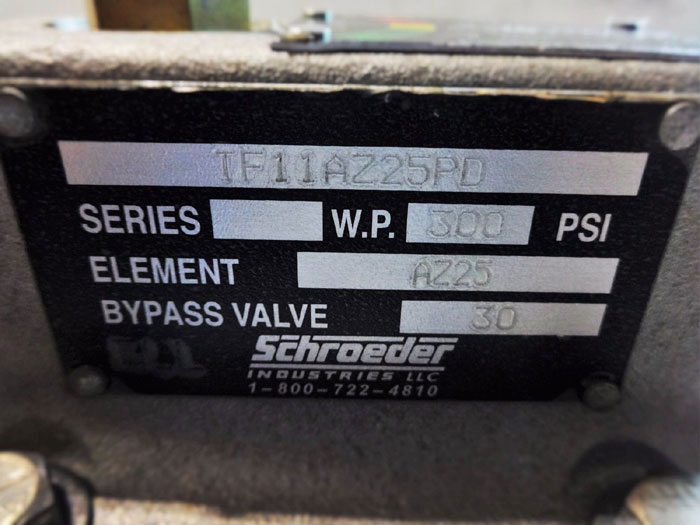 TF11AZ25PD
SERIES W.P. 300 PSI
ELEMENT AZ25
BYPASS VALVE 30
Schroeder
INDUSTRIES LLC
1-800-722-4810